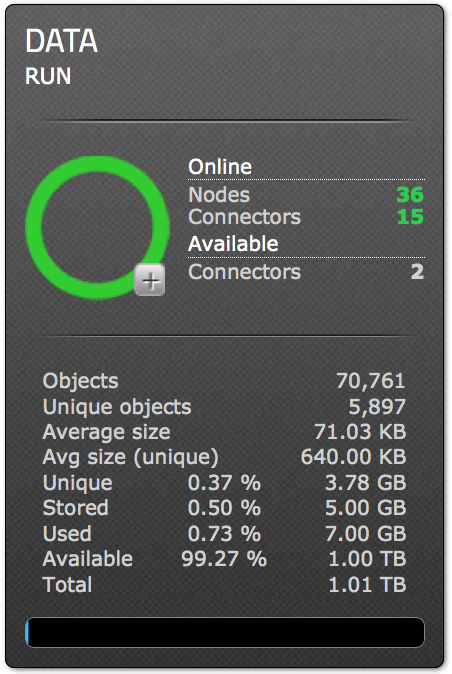 DATA
RUN
Online
Nodes 36
Connectors 15
Available
Connectors 2
Objects 70,761
Unique objects 5,897
Average size 71.03 KB
Avg size (unique) 640.00 KB
Unique 0.37 % 3.78 GB
Stored 0.50 % 5.00 GB
Used 0.73 % 7.00 GB
Available 99.27 % 1.00 TB
Total 1.01 TB